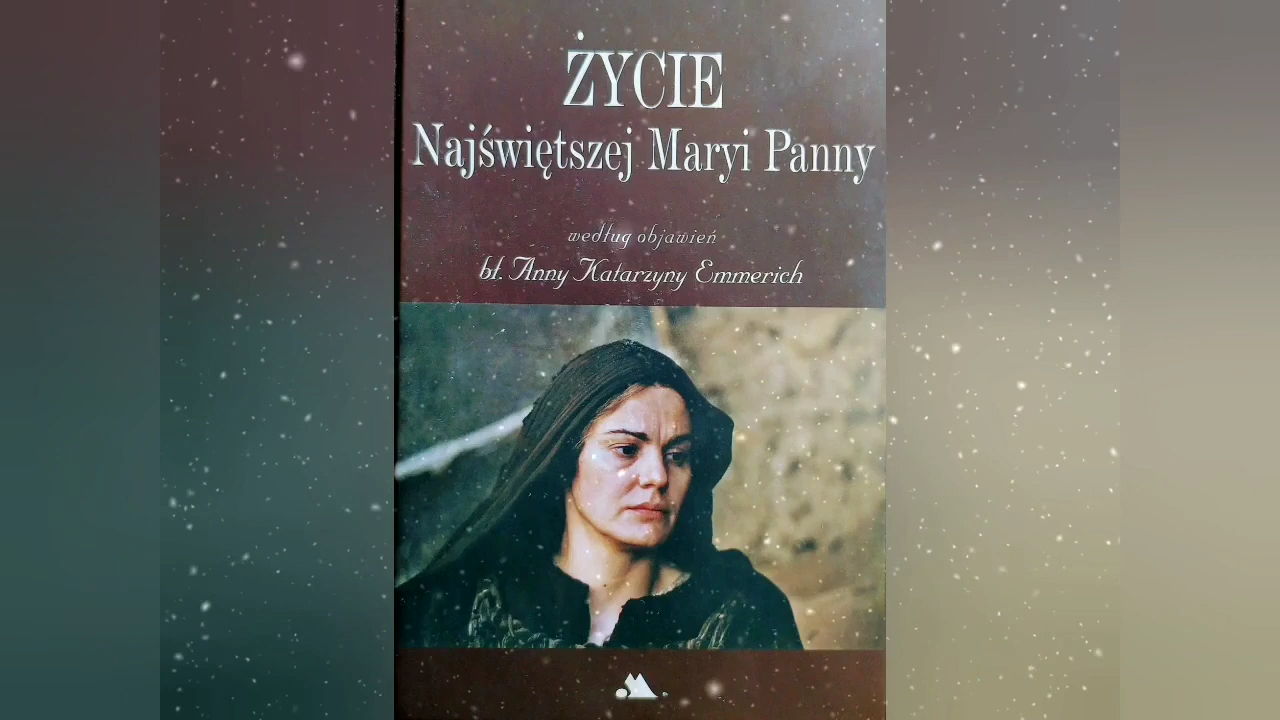 ŻYCIE
Najświętszej Maryi Panny
według objawień
bł. Anny Katarzyny Emmerich